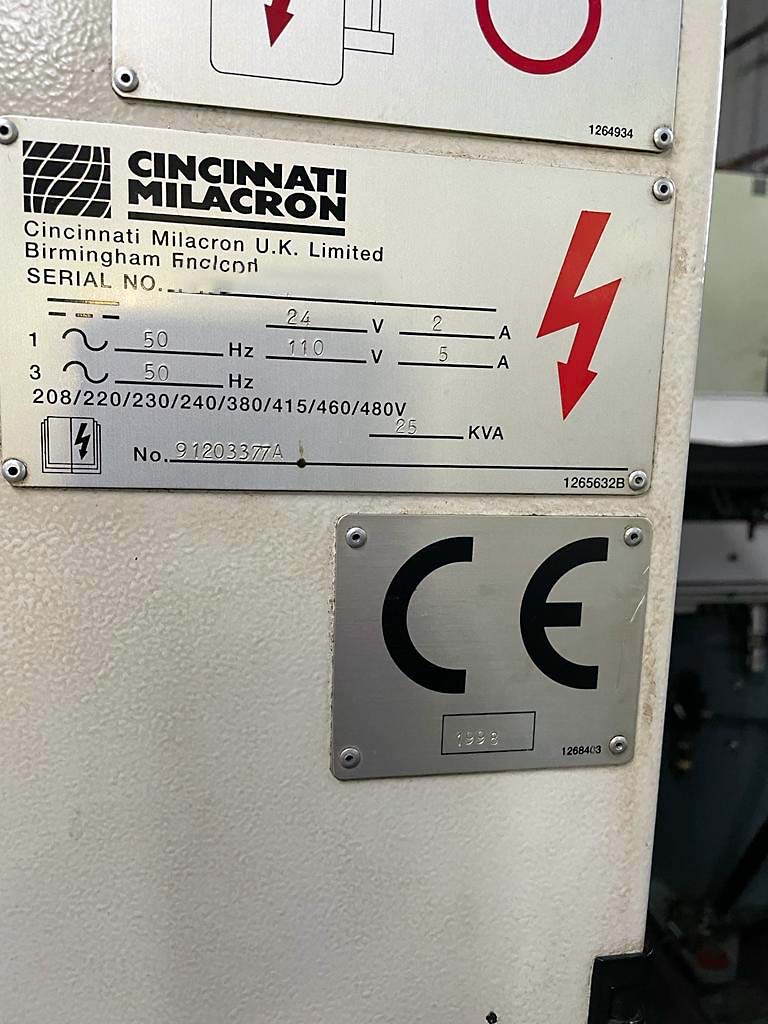 1264934
CINCINNATI
MILACRON
Cincinnati Milacron U.K. Limited
Birmingham
SERIAL NO.
24 V 2 A
1 50 Hz 110 V 5 A
3 50 Hz
208/220/230/240/380/415/460/480V
25 KVA
No. 91203377A
1265632B
CE
1998
1268403